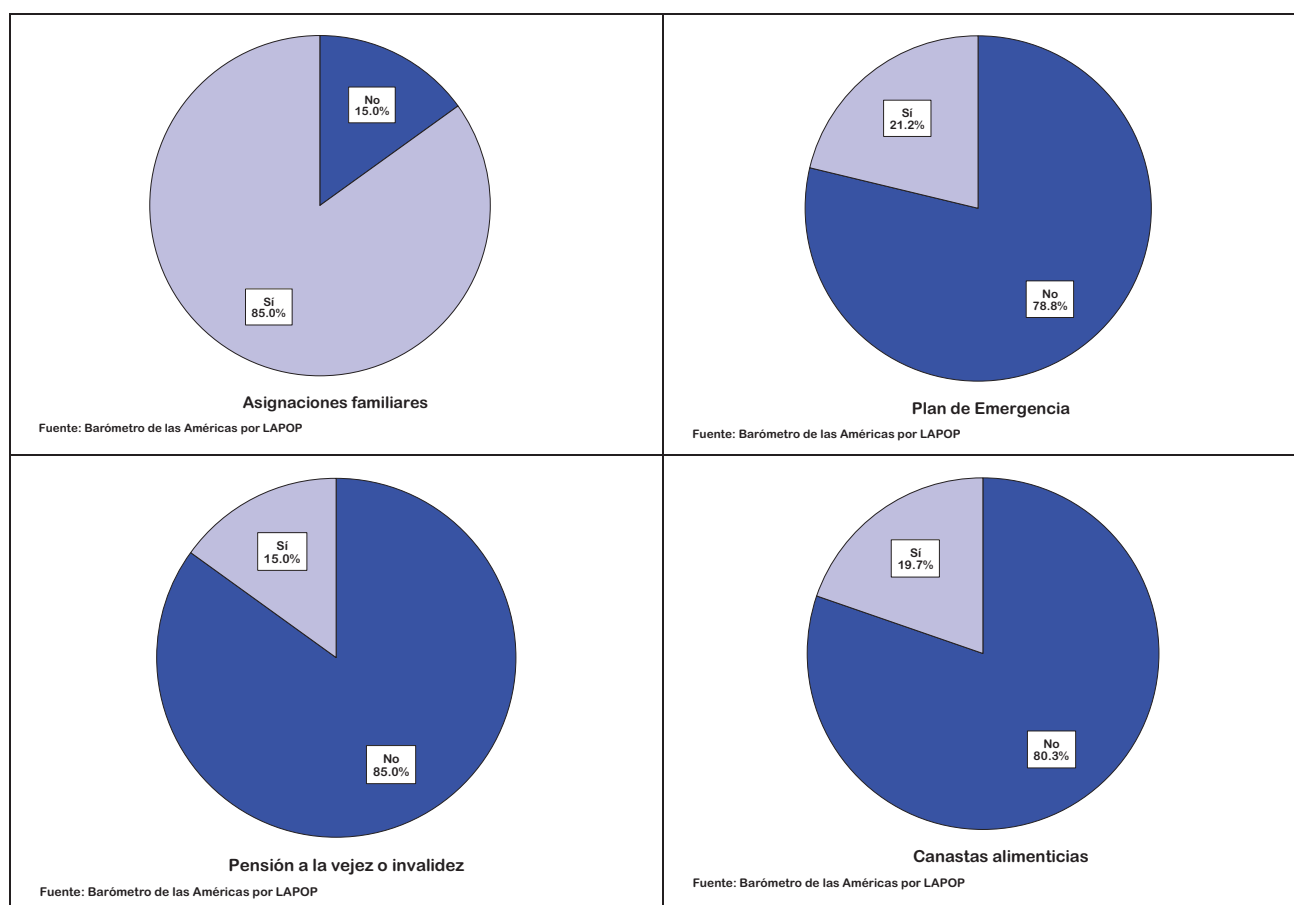 No
15.0%
Sí
85.0%
Asignaciones familiares
Fuente: Barómetro de las Américas por LAPOP
Sí
21.2%
No
78.8%
Plan de Emergencia
Fuente: Barómetro de las Américas por LAPOP
Sí
15.0%
No
85.0%
Pensión a la vejez o invalidez
Fuente: Barómetro de las Américas por LAPOP
Sí
19.7%
No
80.3%
Canastas alimenticias
Fuente: Barómetro de las Américas por LAPOP